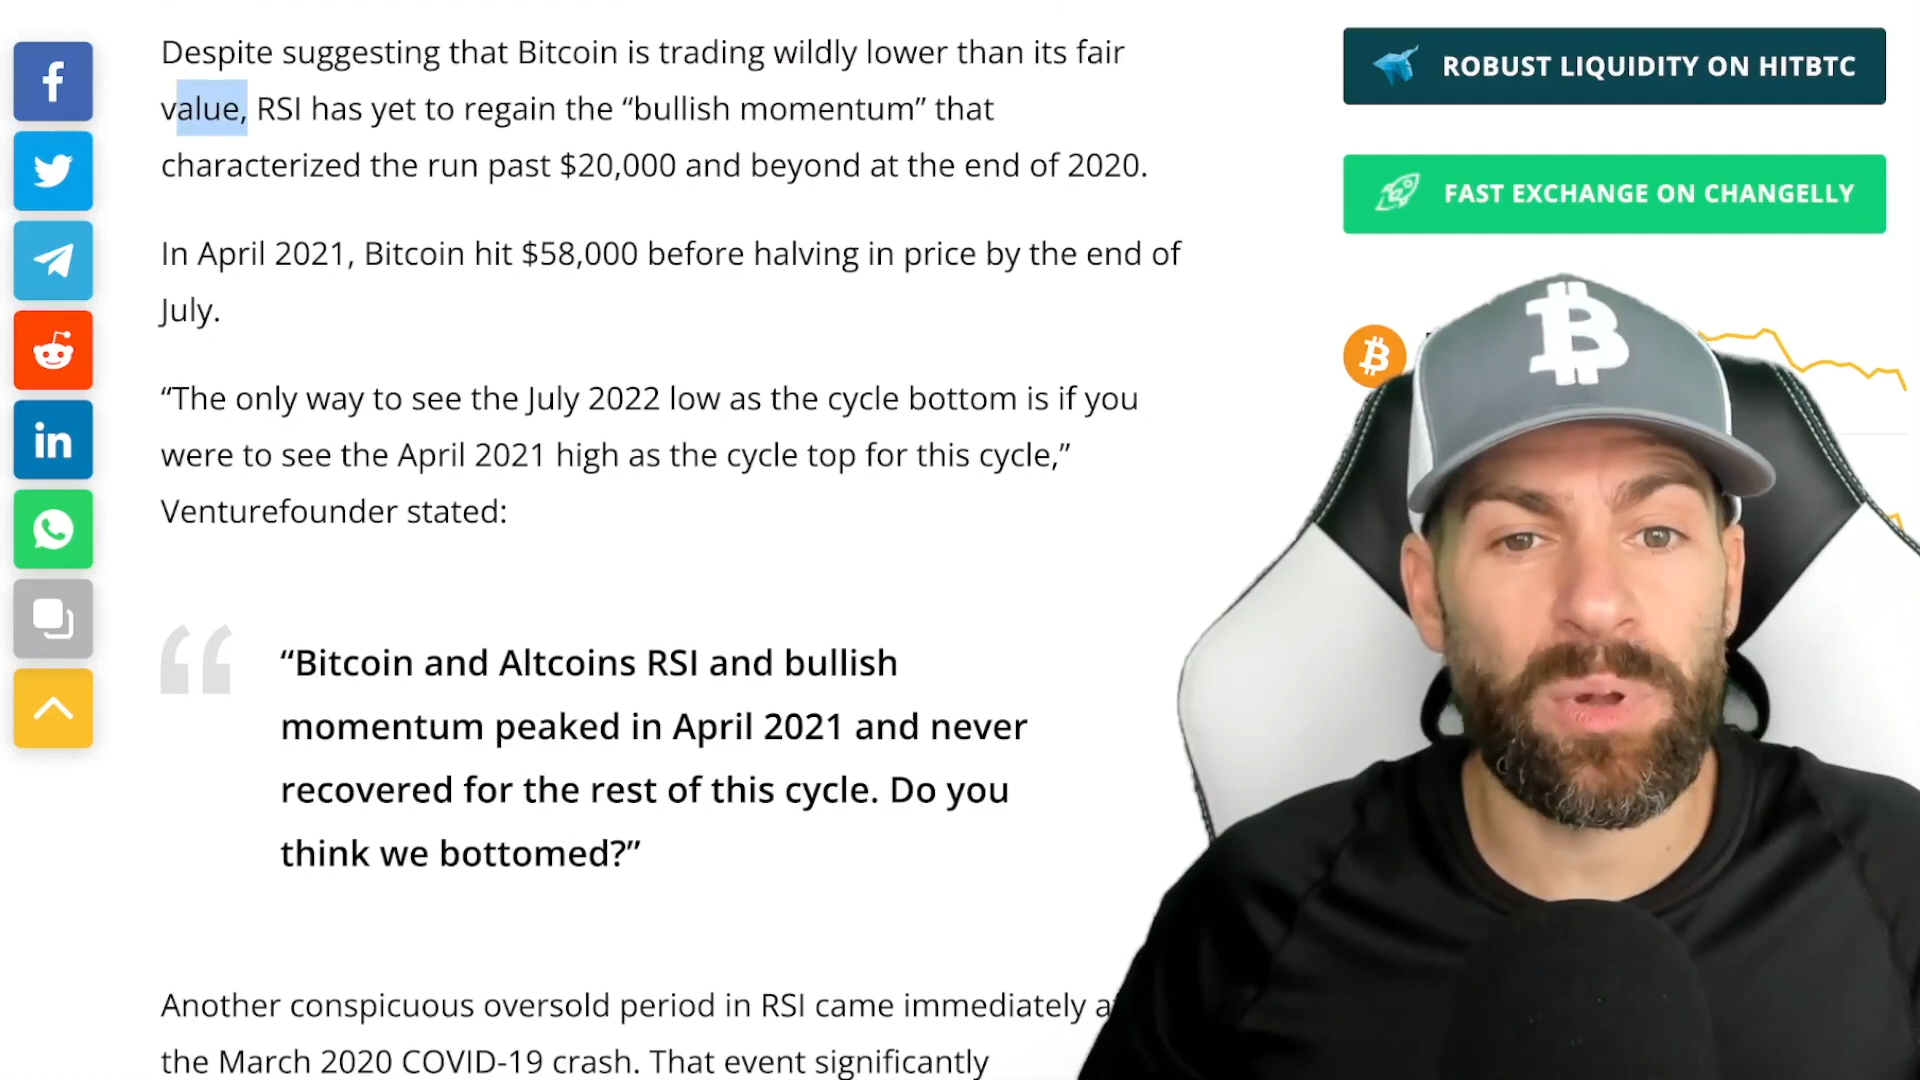 Despite suggesting that Bitcoin is trading wildly lower than its fair
value, RSI has yet to regain the “bullish momentum” that
characterized the run past $20,000 and beyond at the end of 2020.
In April 2021, Bitcoin hit $58,000 before halving in price by the end of
July.
“The only way to see the July 2022 low as the cycle bottom is if you
were to see the April 2021 high as the cycle top for this cycle,”
Venturefounder stated:
“Bitcoin and Altcoins RSI and bullish
momentum peaked in April 2021 and never
recovered for the rest of this cycle. Do you
think we bottomed?”
Another conspicuous oversold period in RSI came immediately
the March 2020 COVID-19 crash. That event significantly
ROBUST LIQUIDITY ON HITBTC
FAST EXCHANGE ON CHANGELLY